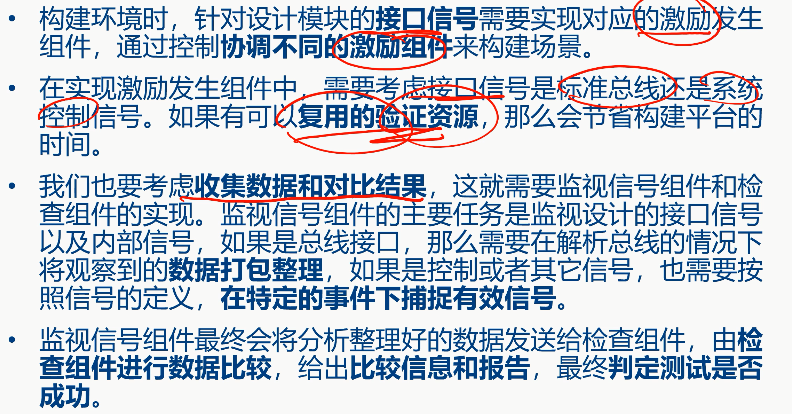 • 构建环境时，针对设计模块的接口信号需要实现对应的激励发生
组件，通过控制协调不同的激励组件来构建场景。
• 在实现激励发生组件中，需要考虑接口信号是标准总线还是系统
控制信号。如果有可以复用的验证资源，那么会节省构建平台的
时间。
• 我们也要考虑收集数据和对比结果，这就需要监视信号组件和检
查组件的实现。监视信号组件的主要任务是监视设计的接口信号
以及内部信号，如果是总线接口，那么需要在解析总线的情况下
将观察到的数据打包整理，如果是控制或者其它信号，也需要按
照信号的定义，在特定的事件下捕捉有效信号。
• 监视信号组件最终会将分析整理好的数据发送给检查组件，由检
查组件进行数据比较，给出比较信息和报告，最终判定测试是否
成功。